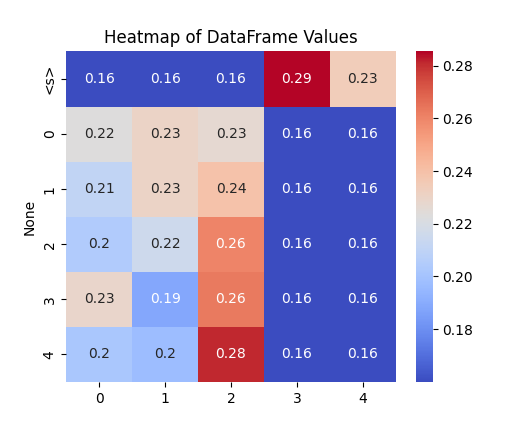 Heatmap of DataFrame Values
<s> 0.16 0.16 0.16 0.29 0.23
0 0.22 0.23 0.23 0.16 0.16
1 0.21 0.23 0.24 0.16 0.16
2 0.2 0.22 0.26 0.16 0.16
3 0.23 0.19 0.26 0.16 0.16
4 0.2 0.2 0.28 0.16 0.16
0 1 2 3 4
None
0.28
0.26
0.24
0.22
0.20
0.18